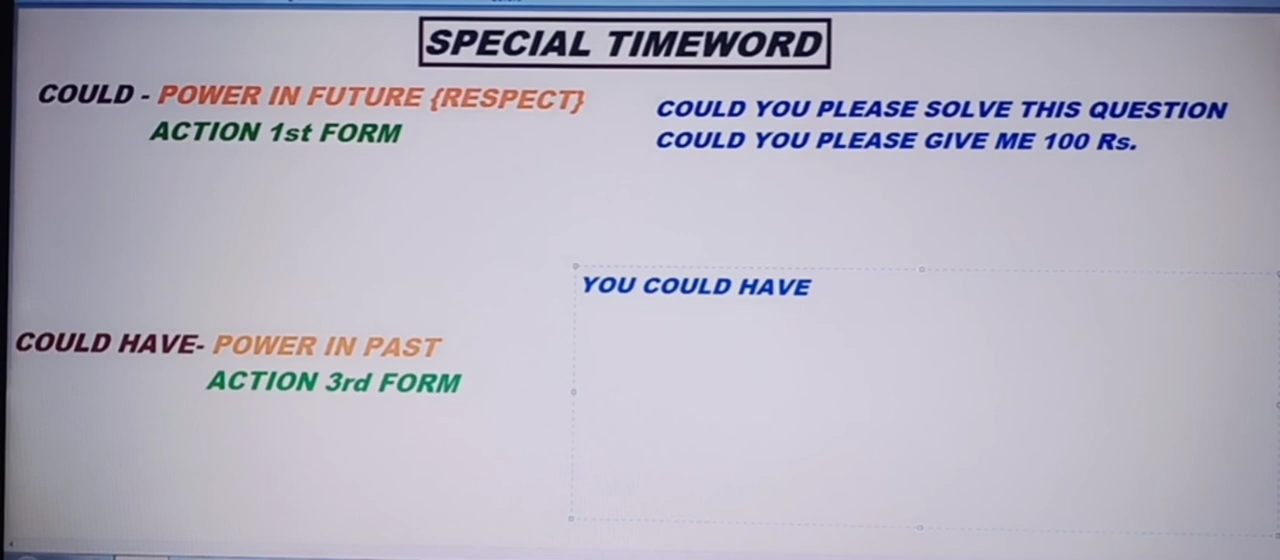 SPECIAL TIMEWORD
COULD - POWER IN FUTURE {RESPECT}
ACTION 1st FORM
COULD YOU PLEASE SOLVE THIS QUESTION
COULD YOU PLEASE GIVE ME 100 Rs.
YOU COULD HAVE
COULD HAVE- POWER IN PAST
ACTION 3rd FORM